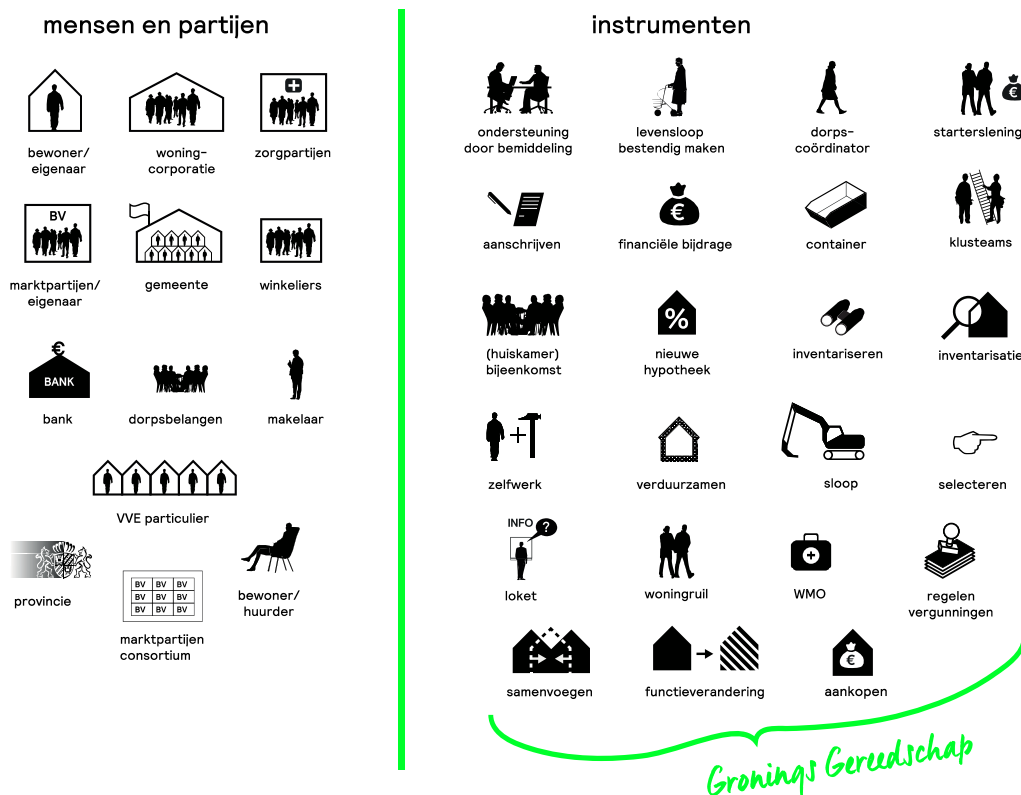 mensen en partijen
bewoner/
eigenaar
woning-
corporatie
zorgpartijen
BV
marktpartijen/
eigenaar
gemeente
winkeliers
€
BANK
bank
dorpsbelangen
makelaar
VVE particulier
provincie
BV BV BV
BV BV BV
BV BV BV
marktpartijen
consortium
bewoner/
huurder
instrumenten
ondersteuning
door bemiddeling
levensloop
bestendig maken
dorps-
coördinator
€
starterslening
aanschrijven
€
financiële bijdrage
container
klusteams
(huiskamer)
bijeenkomst
%
nieuwe
hypotheek
inventariseren
inventarisatie
+
zelfwerk
verduurzamen
sloop
selecteren
INFO ?
loket
woningruil
WMO
regelen
vergunningen
samenvoegen
functieverandering
€
aankopen
Gronings Gereedschap